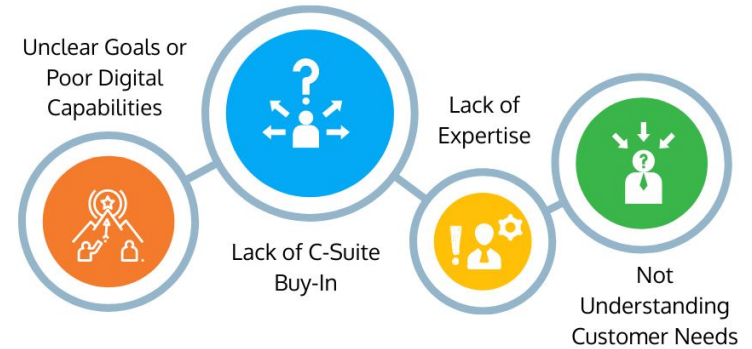 Unclear Goals or
Poor Digital
Capabilities
Lack of C-Suite
Buy-In
Lack of
Expertise
Not
Understanding
Customer Needs